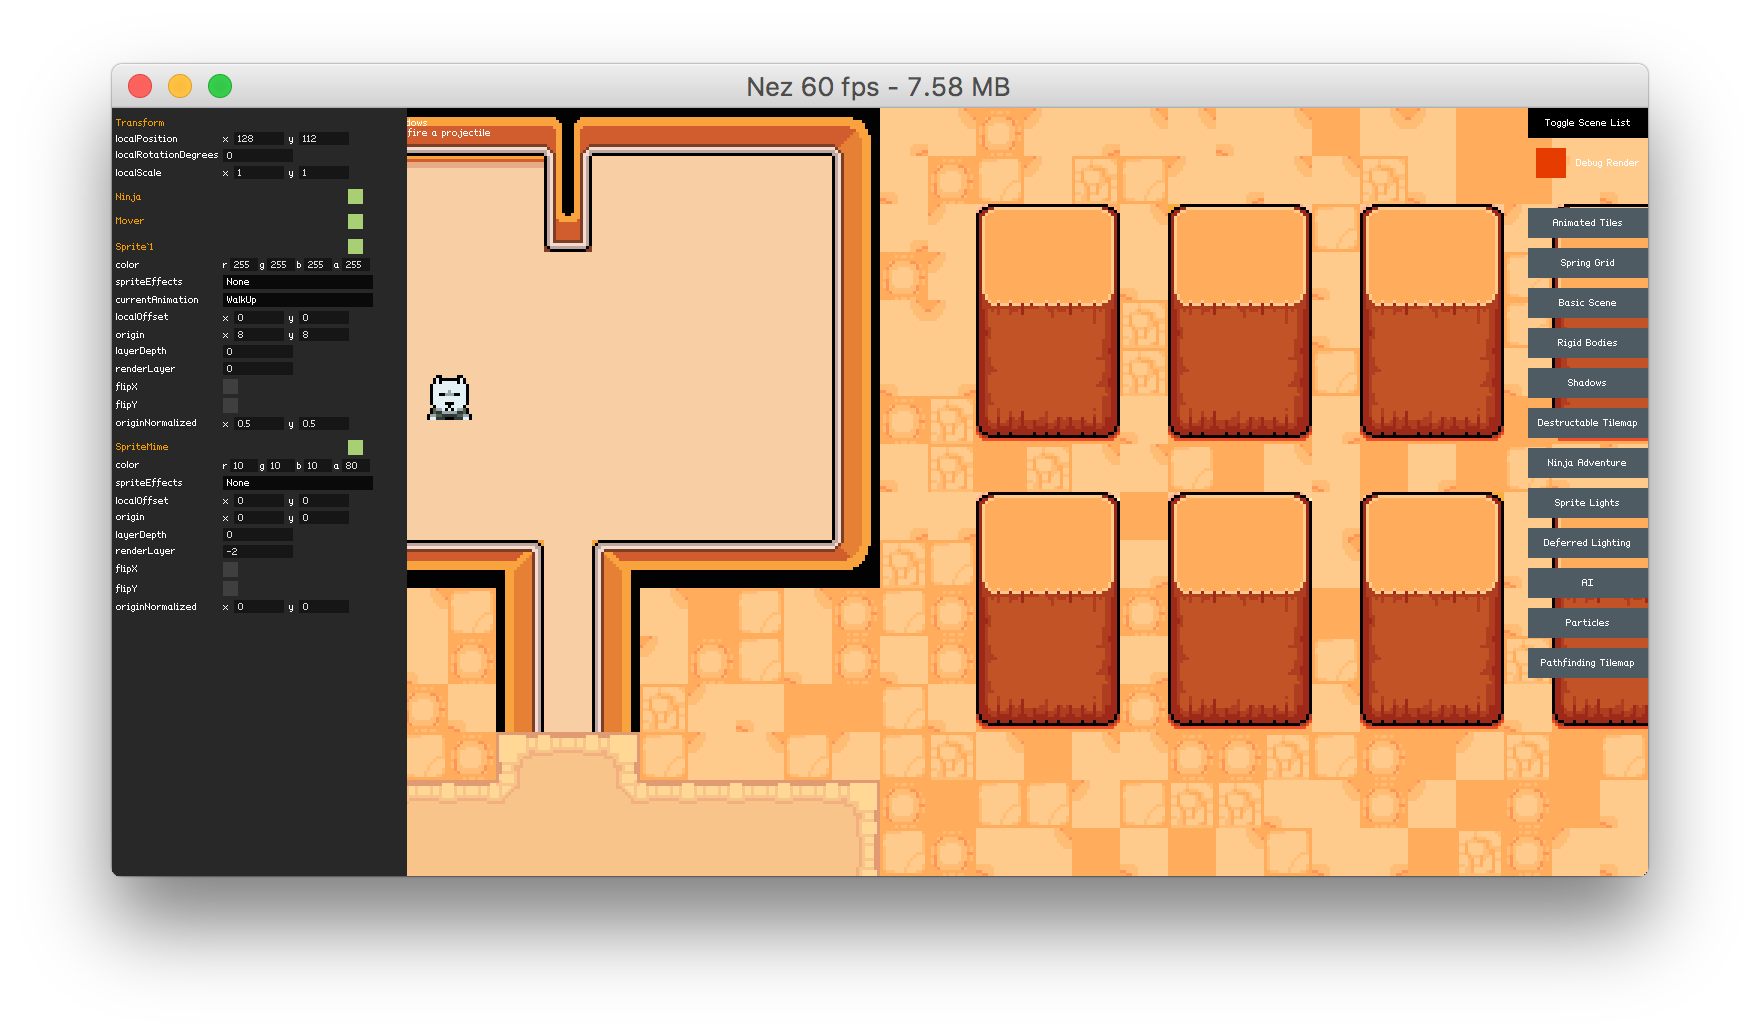 Nez 60 fps - 7.58 MB
Transform
localPosition x 128 y 112
localRotationDegrees 0
localScale x 1 y 1
Ninja
Mover
Sprite`1
color r 255 g 255 b 255 a 255
spriteEffects None
currentAnimation WalkUp
localOffset x 0 y 0
origin x 8 y 8
layerDepth 0
renderLayer 0
flipX
flipY
originNormalized x 0.5 y 0.5
SpriteMime
color r 10 g 10 b 10 a 80
spriteEffects None
localOffset x 0 y 0
origin x 0 y 0
layerDepth 0
renderLayer -2
flipX
flipY
originNormalized x 0 y 0
dows
fire a projectile
Toggle Scene List
Debug Render
Animated Tiles
Spring Grid
Basic Scene
Rigid Bodies
Shadows
Destructable Tilemap
Ninja Adventure
Sprite Lights
Deferred Lighting
AI
Particles
Pathfinding Tilemap